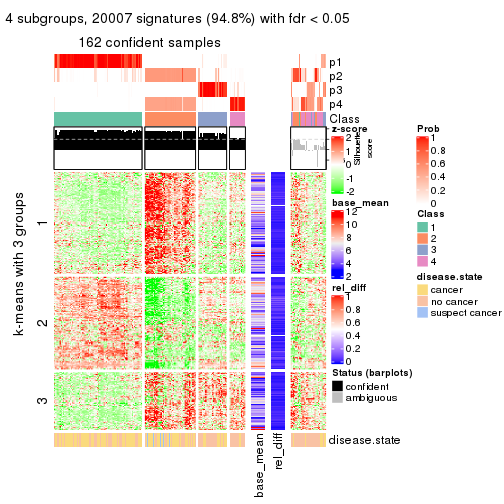 4 subgroups, 20007 signatures (94.8%) with fdr < 0.05
162 confident samples
p1
p2
p3
p4
Class
Silhouette
score
k-means with 3 groups
1
2
3
disease.state
base_mean
rel_diff
z-score
2
1
0
-1
-2
base_mean
12
10
8
6
4
2
rel_diff
1
0.8
0.6
0.4
0.2
0
Status (barplots)
confident
ambiguous
Prob
1
0.8
0.6
0.4
0.2
0
Class
1
2
3
4
disease.state
cancer
no cancer
suspect cancer